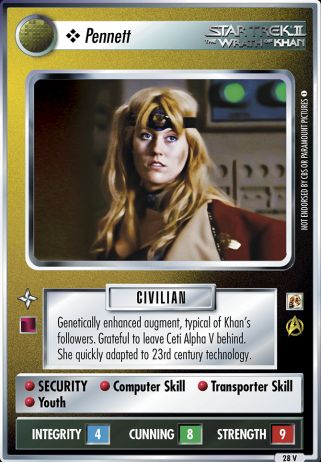 ❖ Pennett
STAR TREK II
THE WRATH OF KHAN
NOT ENDORSED BY CBS OR PARAMOUNT PICTURES
CIVILIAN
Genetically enhanced augment, typical of Khan's
followers. Grateful to leave Ceti Alpha V behind.
She quickly adapted to 23rd century technology.
SECURITY Computer Skill Transporter Skill
Youth
INTEGRITY 4 CUNNING 8 STRENGTH 9
28 V